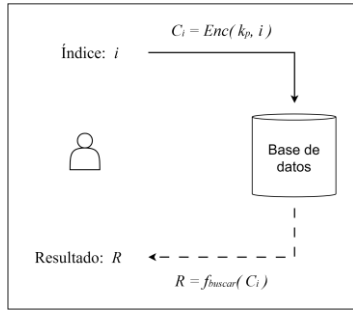 C_i = Enc( k_p, i )
Índice: i
Base de
datos
Resultado: R
R = f_buscar( C_i )